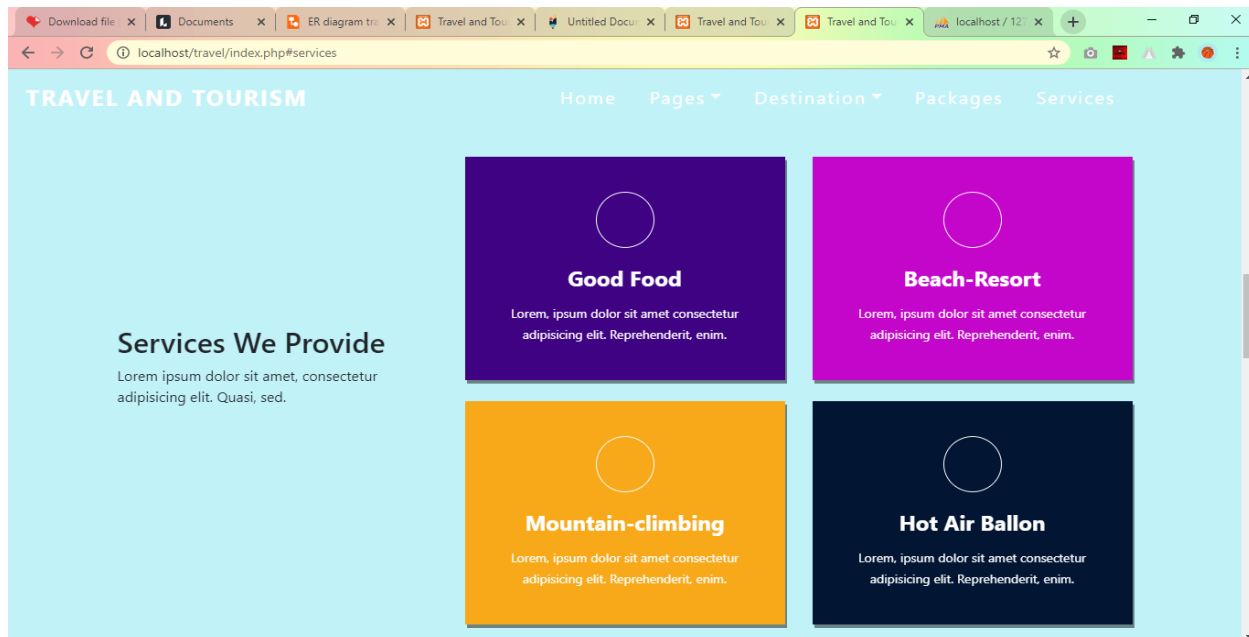 Download file
Documents
ER diagram tra
Travel and Tou
Untitled Docu
Travel and Tou
Travel and Tou
localhost / 127
localhost/travel/index.php#services
TRAVEL AND TOURISM
Home Pages Destination Packages Services
Services We Provide
Lorem ipsum dolor sit amet, consectetur
adipisicing elit. Quasi, sed.
Good Food
Lorem, ipsum dolor sit amet consectetur
adipisicing elit. Reprehenderit, enim.
Beach-Resort
Lorem, ipsum dolor sit amet consectetur
adipisicing elit. Reprehenderit, enim.
Mountain-climbing
Lorem, ipsum dolor sit amet consectetur
adipisicing elit. Reprehenderit, enim.
Hot Air Ballon
Lorem, ipsum dolor sit amet consectetur
adipisicing elit. Reprehenderit, enim.